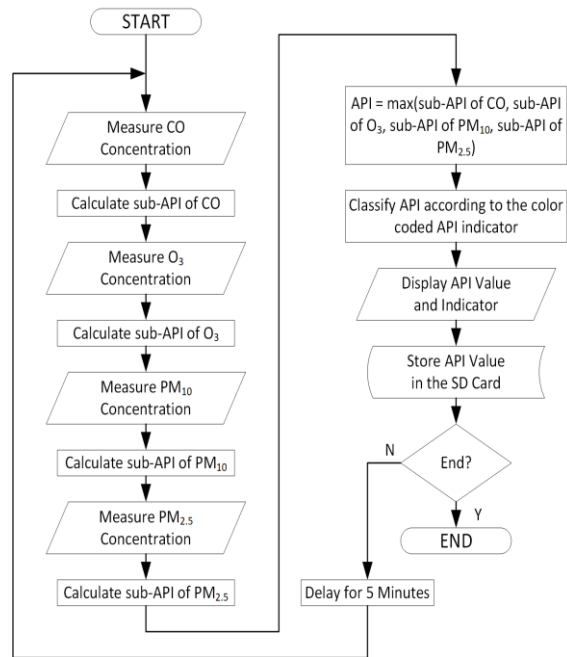 START
Measure CO
Concentration
Calculate sub-API of CO
Measure O₃
Concentration
Calculate sub-API of O₃
Measure PM₁₀
Concentration
Calculate sub-API of PM₁₀
Measure PM₂.₅
Concentration
Calculate sub-API of PM₂.₅
API = max(sub-API of CO, sub-API
of O₃, sub-API of PM₁₀, sub-API of
PM₂.₅)
Classify API according to the color
coded API indicator
Display API Value
and Indicator
Store API Value
in the SD Card
N
End?
Y
END
Delay for 5 Minutes